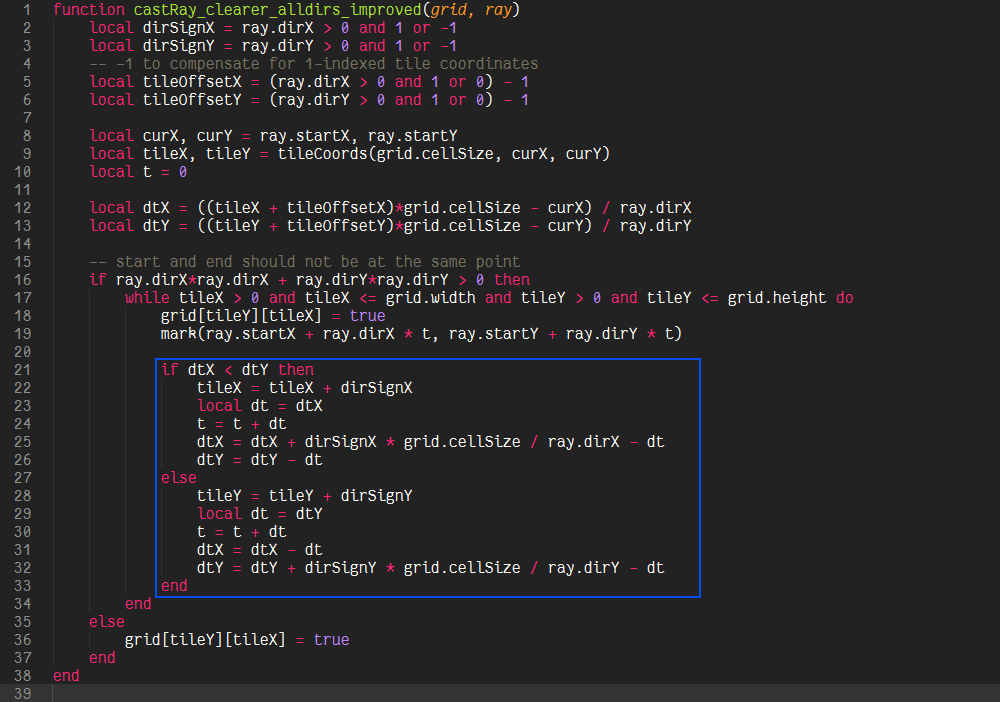 1 function castRay_clearer_alldirs_improved(grid, ray)
2     local dirSignX = ray.dirX > 0 and 1 or -1
3     local dirSignY = ray.dirY > 0 and 1 or -1
4     -- -1 to compensate for 1-indexed tile coordinates
5     local tileOffsetX = (ray.dirX > 0 and 1 or 0) - 1
6     local tileOffsetY = (ray.dirY > 0 and 1 or 0) - 1
7
8     local curX, curY = ray.startX, ray.startY
9     local tileX, tileY = tileCoords(grid.cellSize, curX, curY)
10     local t = 0
11
12     local dtX = ((tileX + tileOffsetX)*grid.cellSize - curX) / ray.dirX
13     local dtY = ((tileY + tileOffsetY)*grid.cellSize - curY) / ray.dirY
14
15     -- start and end should not be at the same point
16     if ray.dirX*ray.dirX + ray.dirY*ray.dirY > 0 then
17         while tileX > 0 and tileX <= grid.width and tileY > 0 and tileY <= grid.height do
18             grid[tileY][tileX] = true
19             mark(ray.startX + ray.dirX * t, ray.startY + ray.dirY * t)
20
21             if dtX < dtY then
22                 tileX = tileX + dirSignX
23                 local dt = dtX
24                 t = t + dt
25                 dtX = dtX + dirSignX * grid.cellSize / ray.dirX - dt
26                 dtY = dtY - dt
27             else
28                 tileY = tileY + dirSignY
29                 local dt = dtY
30                 t = t + dt
31                 dtX = dtX - dt
32                 dtY = dtY + dirSignY * grid.cellSize / ray.dirY - dt
33             end
34         end
35     else
36         grid[tileY][tileX] = true
37     end
38 end
39